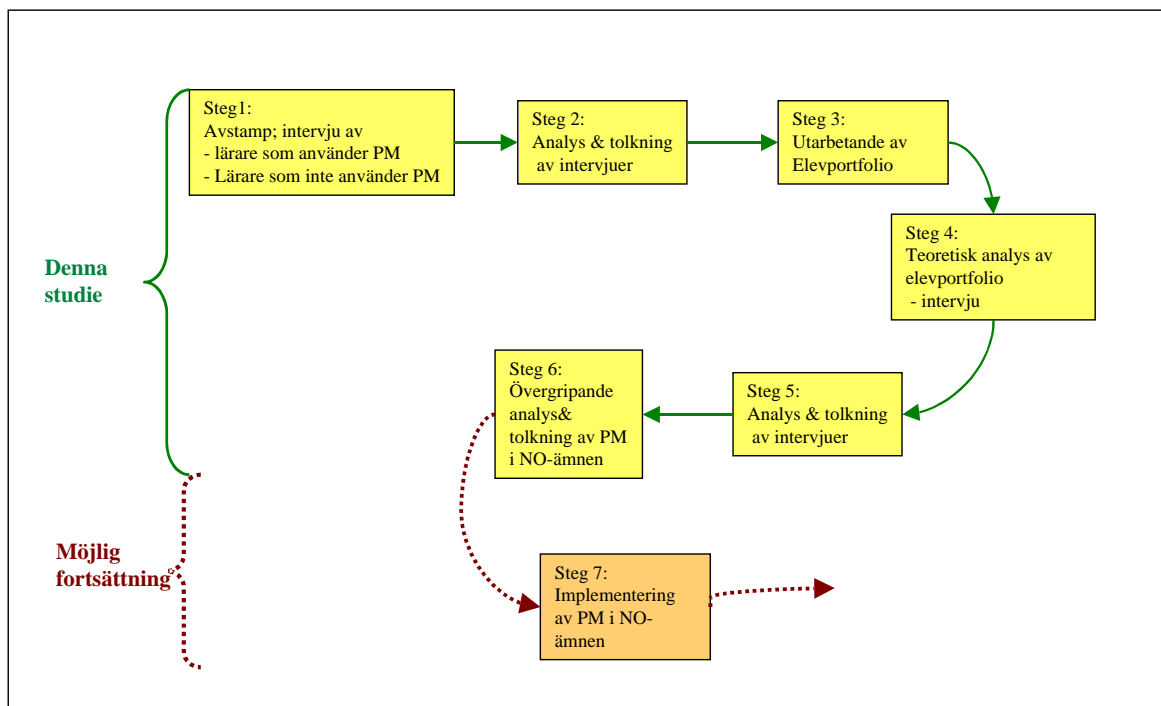 Steg1:
Avstamp; intervju av
- lärare som använder PM
- Lärare som inte använder PM
Steg 2:
Analys & tolkning
av intervjuer
Steg 3:
Utarbetande av
Elevportfolio
Steg 4:
Teoretisk analys av
elevportfolio
- intervju
Denna
studie
Steg 5:
Analys & tolkning
av intervjuer
Steg 6:
Övergripande
analys&
tolkning av PM
i NO-ämnen
Möjlig
fortsättning
Steg 7:
Implementering
av PM i NO-
ämnen